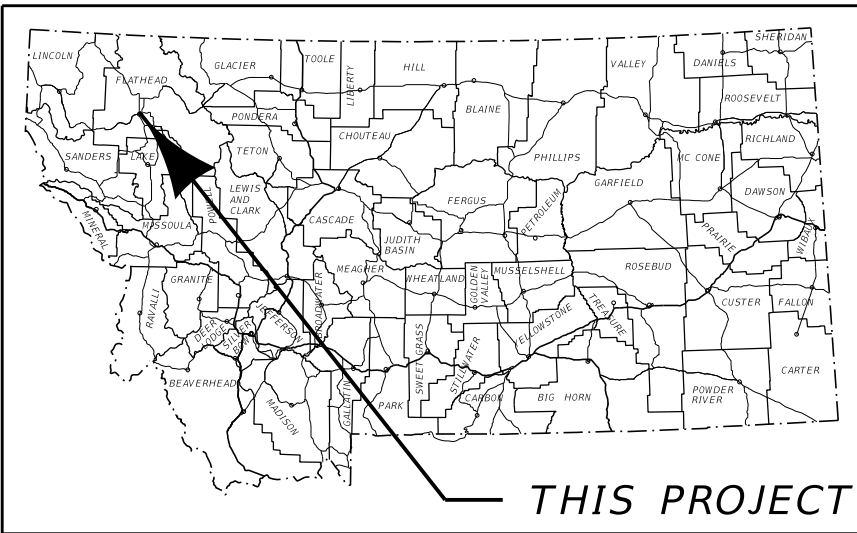 SHERIDAN
LINCOLN
TOOLE
GLACIER
HILL
VALLEY
DANIELS
FLATHEAD
LIBERTY
ROOSEVELT
BLAINE
PONDERA
CHOUTEAU
RICHLAND
SANDERS
LAKE
TETON
PHILLIPS
MC CONE
GARFIELD
DAWSON
POWELL
LEWIS
AND
CLARK
FERGUS
PETROLEUM
MINERAL
MISSOULA
CASCADE
JUDITH
BASIN
PRAIRIE
WIBAUX
MEAGHER
WHEATLAND
GOLDEN
VALLEY
MUSSELSHELL
ROSEBUD
GRANITE
RAVALLI
BROADWATER
JEFFERSON
DEER
LODGE
SILVER
BOW
TREASURE
CUSTER
FALLON
YELLOWSTONE
SWEET GRASS
STILLWATER
CARTER
BEAVERHEAD
MADISON
GALLATIN
PARK
CARBON
BIG HORN
POWDER
RIVER
THIS PROJECT